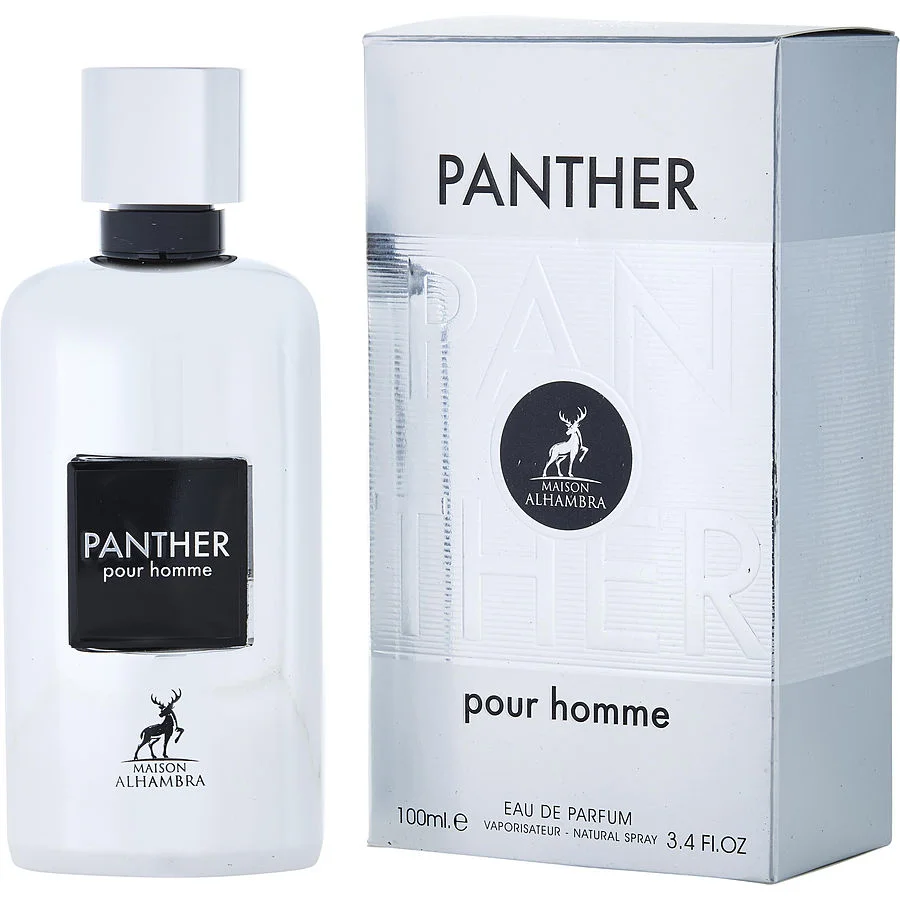 PANTHER
pour homme
MAISON
ALHAMBRA
PANTHER
PAN
THER
MAISON
ALHAMBRA
pour homme
EAU DE PARFUM
100ml.e VAPORISATEUR - NATURAL SPRAY 3.4 FL.OZ